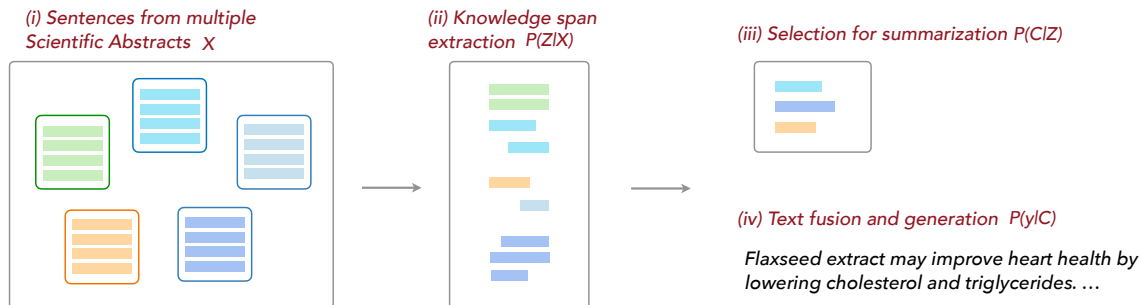 (i) Sentences from multiple
Scientific Abstracts X
(ii) Knowledge span
extraction P(Z|X)
(iii) Selection for summarization P(C|Z)
(iv) Text fusion and generation P(y|C)
Flaxseed extract may improve heart health by
lowering cholesterol and triglycerides. ...